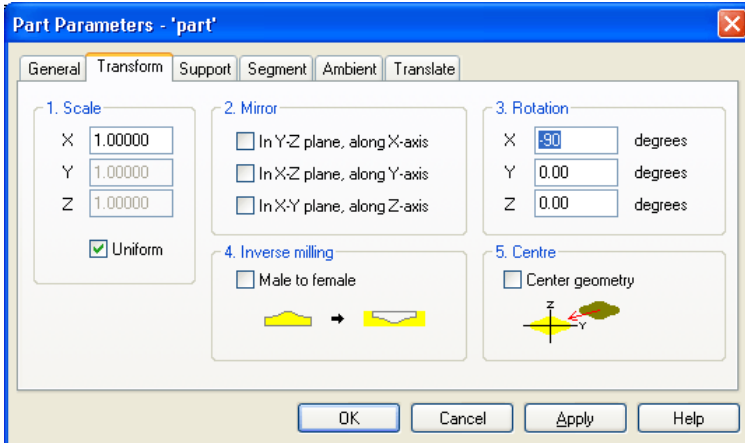 Part Parameters - 'part'
General Transform Support Segment Ambient Translate
1. Scale
X 1.00000
Y 1.00000
Z 1.00000
Uniform
2. Mirror
In Y-Z plane, along X-axis
In X-Z plane, along Y-axis
In X-Y plane, along Z-axis
3. Rotation
X -90 degrees
Y 0.00 degrees
Z 0.00 degrees
4. Inverse milling
Male to female
5. Centre
Center geometry
Z
Y
OK Cancel Apply Help